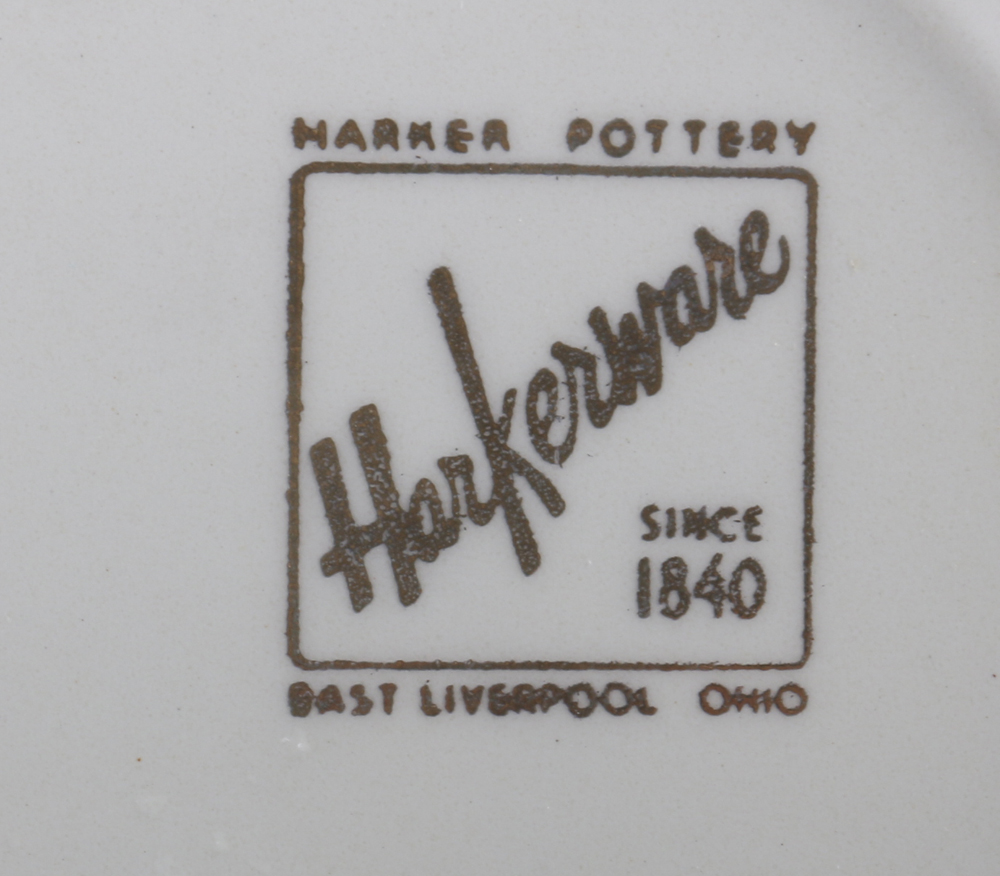 HARKER POTTERY
Harkerware
SINCE
1840
EAST LIVERPOOL OHIO